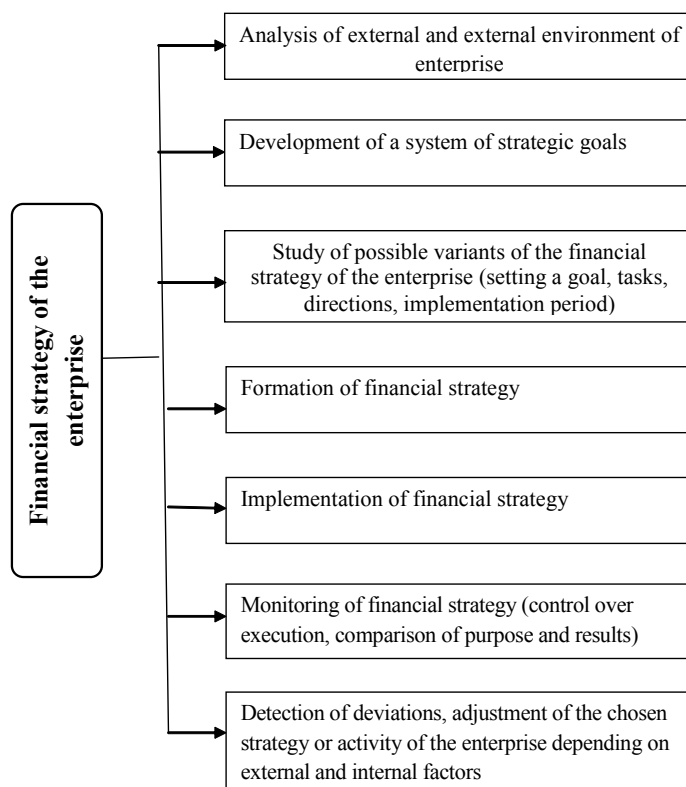 Analysis of external and external environment of
enterprise
Development of a system of strategic goals
Financial strategy of the
enterprise
Study of possible variants of the financial
strategy of the enterprise (setting a goal, tasks,
directions, implementation period)
Formation of financial strategy
Implementation of financial strategy
Monitoring of financial strategy (control over
execution, comparison of purpose and results)
Detection of deviations, adjustment of the chosen
strategy or activity of the enterprise depending on
external and internal factors